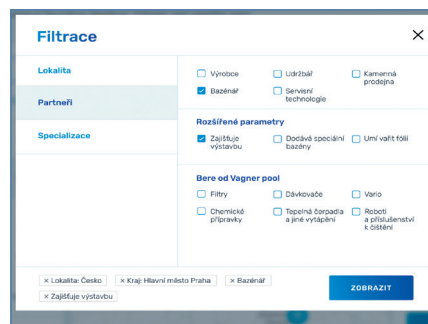 Filtrace
Lokalita
Partneři
Specializace
Výrobce
Udržbář
Kamenná
prodejna
Bazénář
Servisní
technologie
Rozšířené parametry
Zajišťuje
výstavbu
Dodává speciální
bazény
Umí vařit fólii
Bere od Vagner pool
Filtry
Dávkovače
Vario
Chemické
přípravky
Tepelná čerpadla
a jiné vytápění
Roboti
a příslušenství
k čištění
× Lokalita: Česko
× Kraj: Hlavní město Praha
× Bazénář
× Zajišťuje výstavbu
ZOBRAZIT